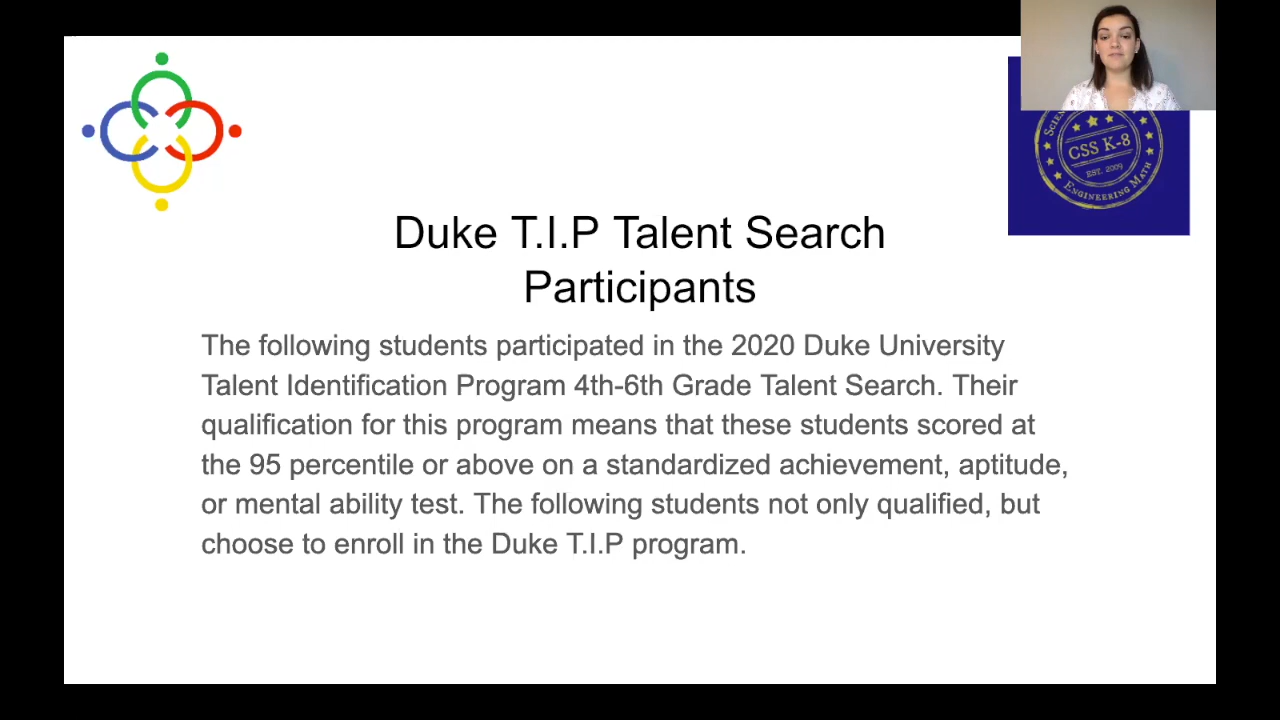 Duke T.I.P Talent Search
Participants
The following students participated in the 2020 Duke University
Talent Identification Program 4th-6th Grade Talent Search. Their
qualification for this program means that these students scored at
the 95 percentile or above on a standardized achievement, aptitude,
or mental ability test. The following students not only qualified, but
choose to enroll in the Duke T.I.P program.
CSS K-8
EST. 2009
Engineering Math